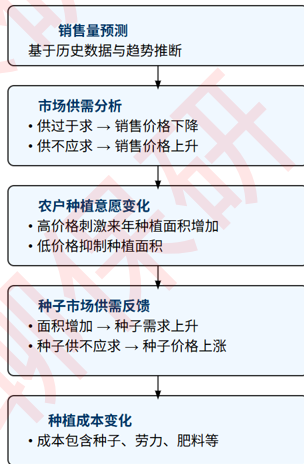 销售量预测
基于历史数据与趋势推断
市场供需分析
• 供过于求 → 销售价格下降
• 供不应求 → 销售价格上升
农户种植意愿变化
• 高价格刺激来年种植面积增加
• 低价格抑制种植面积
种子市场供需反馈
• 面积增加 → 种子需求上升
• 种子供不应求 → 种子价格上涨
种植成本变化
• 成本包含种子、劳力、肥料等
聊保研